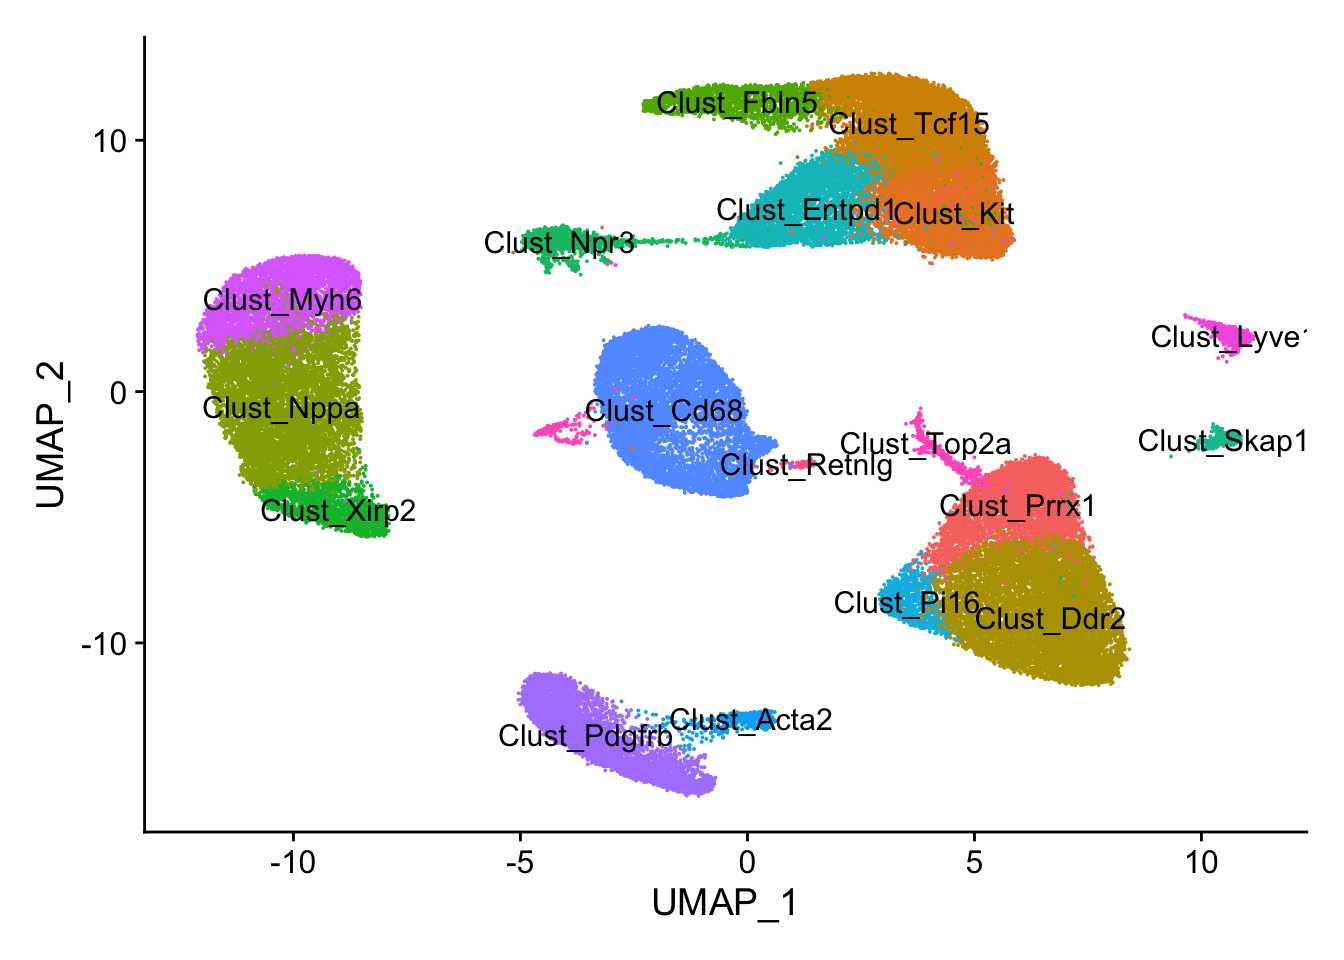 Clust_Fbln5
Clust_Tcf15
10
Clust_Entpd1
Clust_Kit
Clust_Npr3
Clust_Myh6
Clust_Lyve1
0
Clust_Nppa
Clust_Cd68
Clust_Top2a
Clust_Skap1
Clust_Retnlg
UMAP_2
Clust_Xirp2
Clust_Prrx1
Clust_Pi16
Clust_Ddr2
-10
Clust_Acta2
Clust_Pdgfrb
-10
-5
0
5
10
UMAP_1